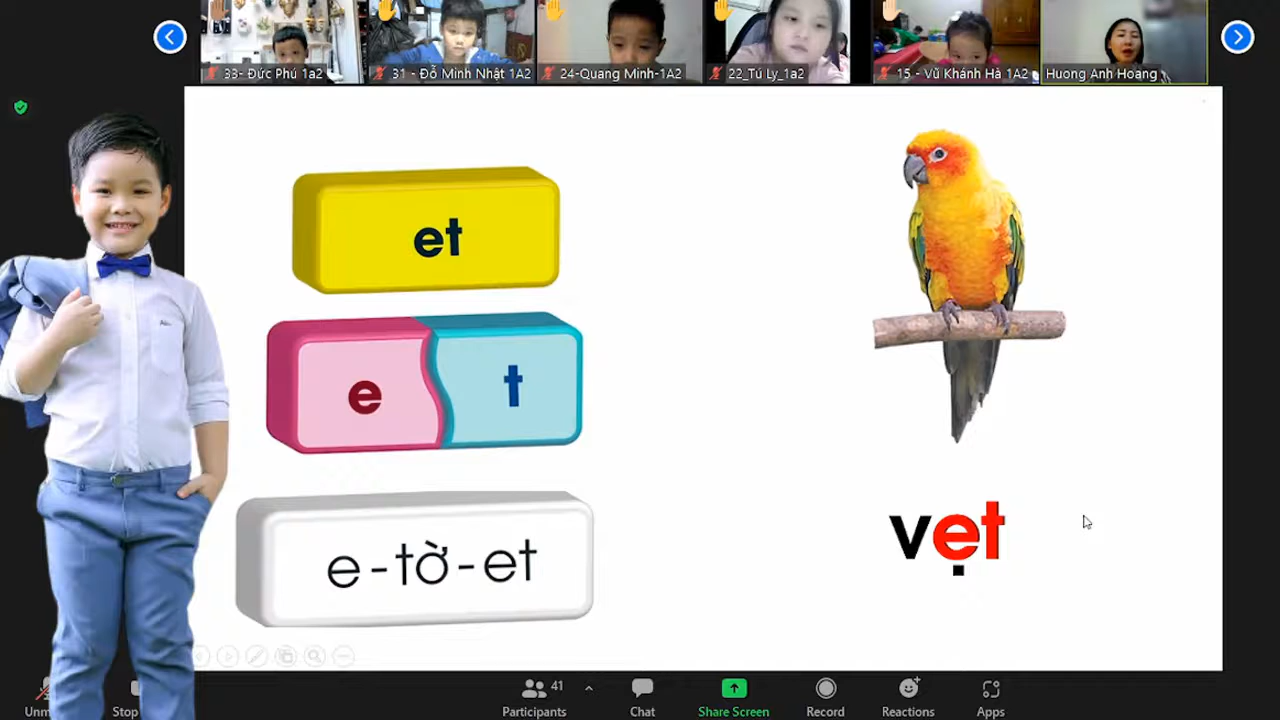 33- Đức Phú 1a2
31 - Đỗ Minh Nhật 1A2
24-Quang Minh-1A2
22_Tú Ly_1a2
15 - Vũ Khánh Hà 1A2
Huong Anh Hoang
et
e t
e-tờ-et
vẹt
Unm
Stop
Participants
41
Chat
Share Screen
Record
Reactions
Apps